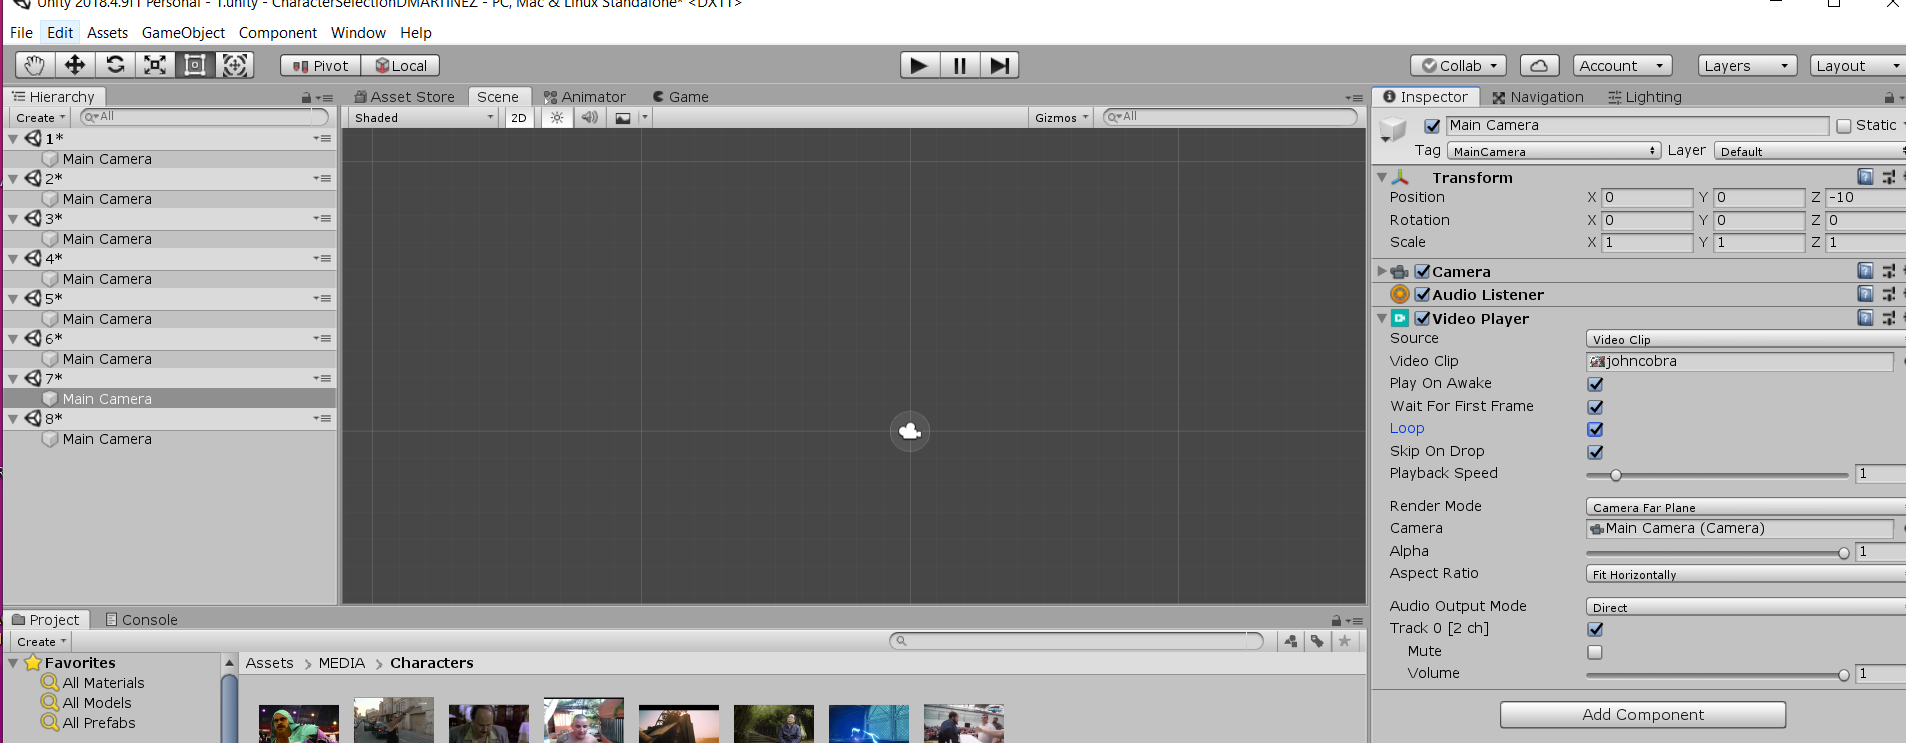 Unity 2018.4.9f1 Personal - 1.unity - CharacterSelectionDMARTINEZ - PC, Mac & Linux Standalone* <DX11>
File Edit Assets GameObject Component Window Help
Pivot Local Collab Account Layers Layout
Hierarchy
Create All
1*
Main Camera
2*
Main Camera
3*
Main Camera
4*
Main Camera
5*
Main Camera
6*
Main Camera
7*
Main Camera
8*
Main Camera
Asset Store Scene Animator Game
Shaded 2D Gizmos All
Inspector Navigation Lighting
Main Camera Static
Tag MainCamera Layer Default
Transform
Position X 0 Y 0 Z -10
Rotation X 0 Y 0 Z 0
Scale X 1 Y 1 Z 1
Camera
Audio Listener
Video Player
Source Video Clip
Video Clip johncobra
Play On Awake
Wait For First Frame
Loop
Skip On Drop
Playback Speed 1
Render Mode Camera Far Plane
Camera Main Camera (Camera)
Alpha 1
Aspect Ratio Fit Horizontally
Audio Output Mode Direct
Track 0 [2 ch]
Mute
Volume 1
Add Component
Project Console
Create
Favorites
All Materials
All Models
All Prefabs
Assets > MEDIA > Characters